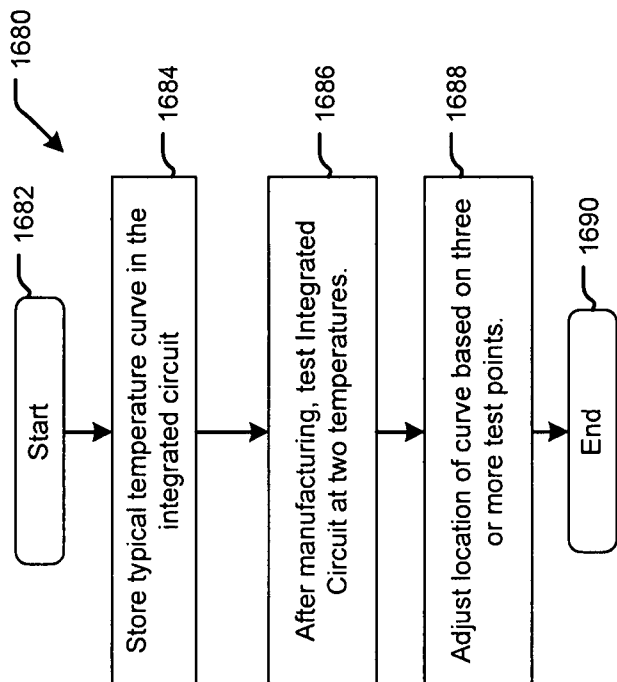 1680
Start
1682
Store typical temperature curve in the
integrated circuit
1684
After manufacturing, test Integrated
Circuit at two temperatures.
1686
Adjust location of curve based on three
or more test points.
1688
End
1690